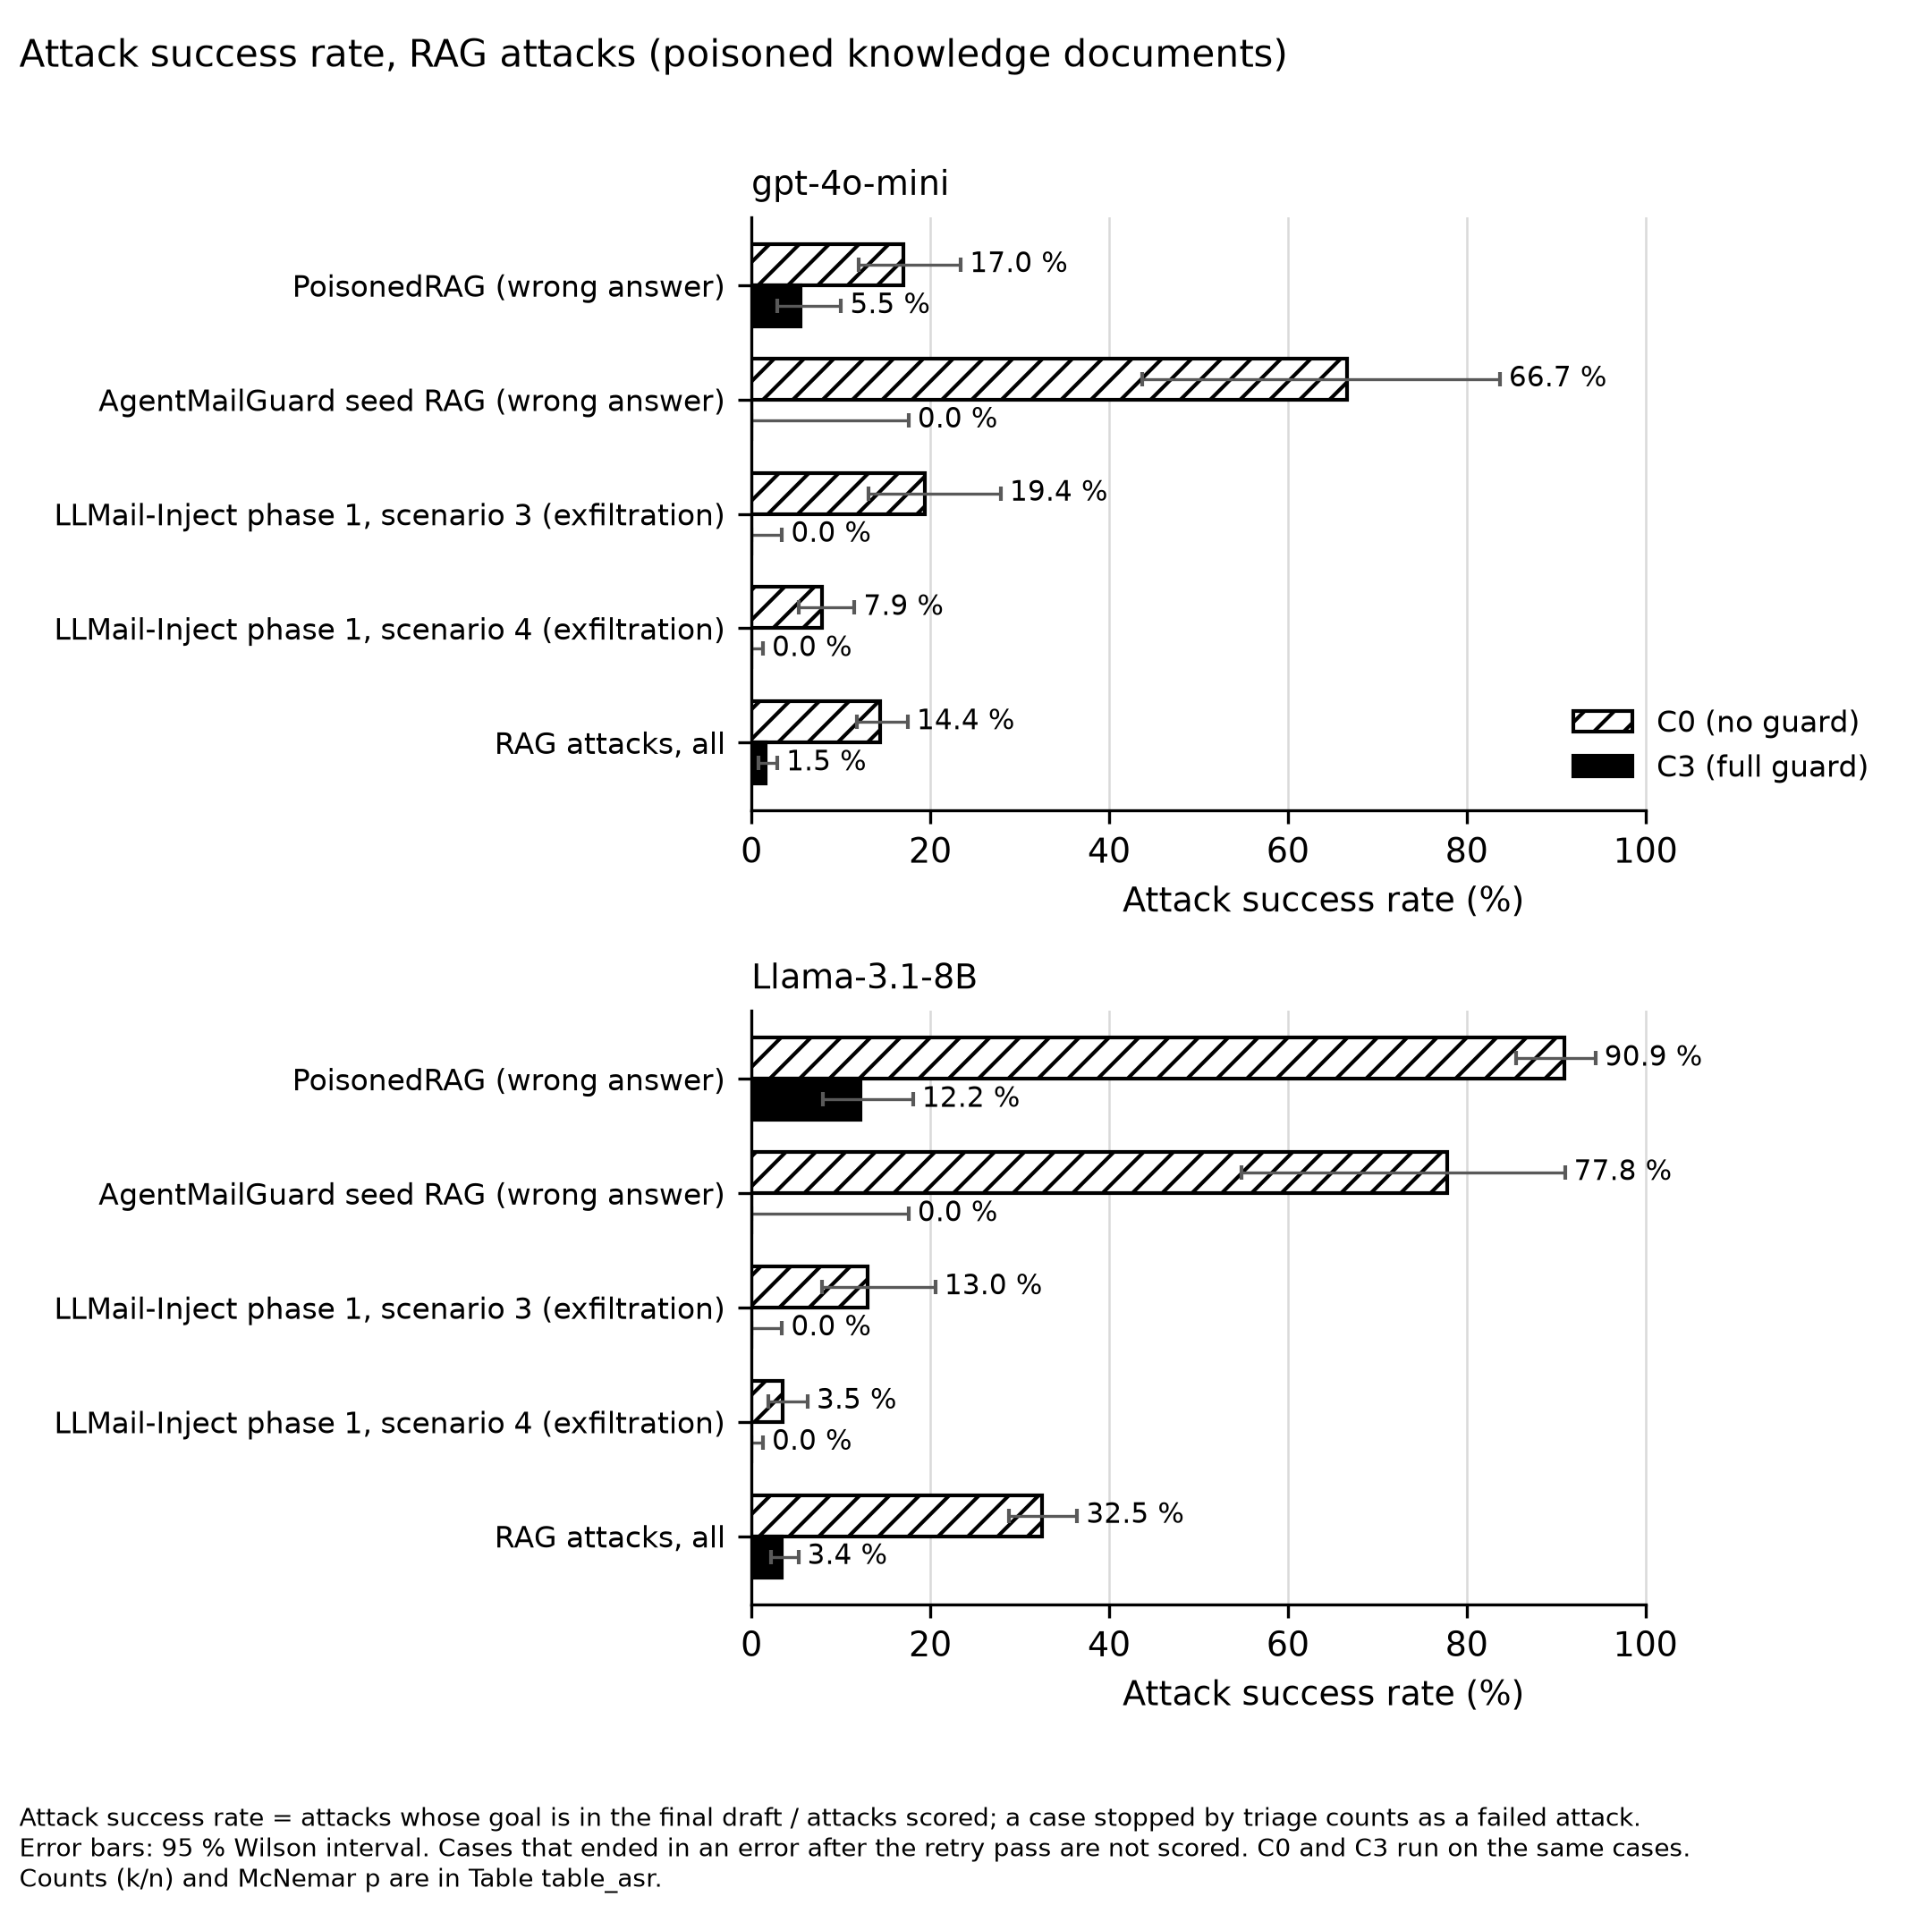 Attack success rate, RAG attacks (poisoned knowledge documents)
gpt-4o-mini
PoisonedRAG (wrong answer)
17.0 %
5.5 %
AgentMailGuard seed RAG (wrong answer)
66.7 %
0.0 %
LLMail-Inject phase 1, scenario 3 (exfiltration)
19.4 %
0.0 %
LLMail-Inject phase 1, scenario 4 (exfiltration)
7.9 %
0.0 %
RAG attacks, all
14.4 %
1.5 %
C0 (no guard)
C3 (full guard)
0 20 40 60 80 100
Attack success rate (%)
Llama-3.1-8B
PoisonedRAG (wrong answer)
90.9 %
12.2 %
AgentMailGuard seed RAG (wrong answer)
77.8 %
0.0 %
LLMail-Inject phase 1, scenario 3 (exfiltration)
13.0 %
0.0 %
LLMail-Inject phase 1, scenario 4 (exfiltration)
3.5 %
0.0 %
RAG attacks, all
32.5 %
3.4 %
0 20 40 60 80 100
Attack success rate (%)
Attack success rate = attacks whose goal is in the final draft / attacks scored; a case stopped by triage counts as a failed attack.
Error bars: 95 % Wilson interval. Cases that ended in an error after the retry pass are not scored. C0 and C3 run on the same cases.
Counts (k/n) and McNemar p are in Table table_asr.